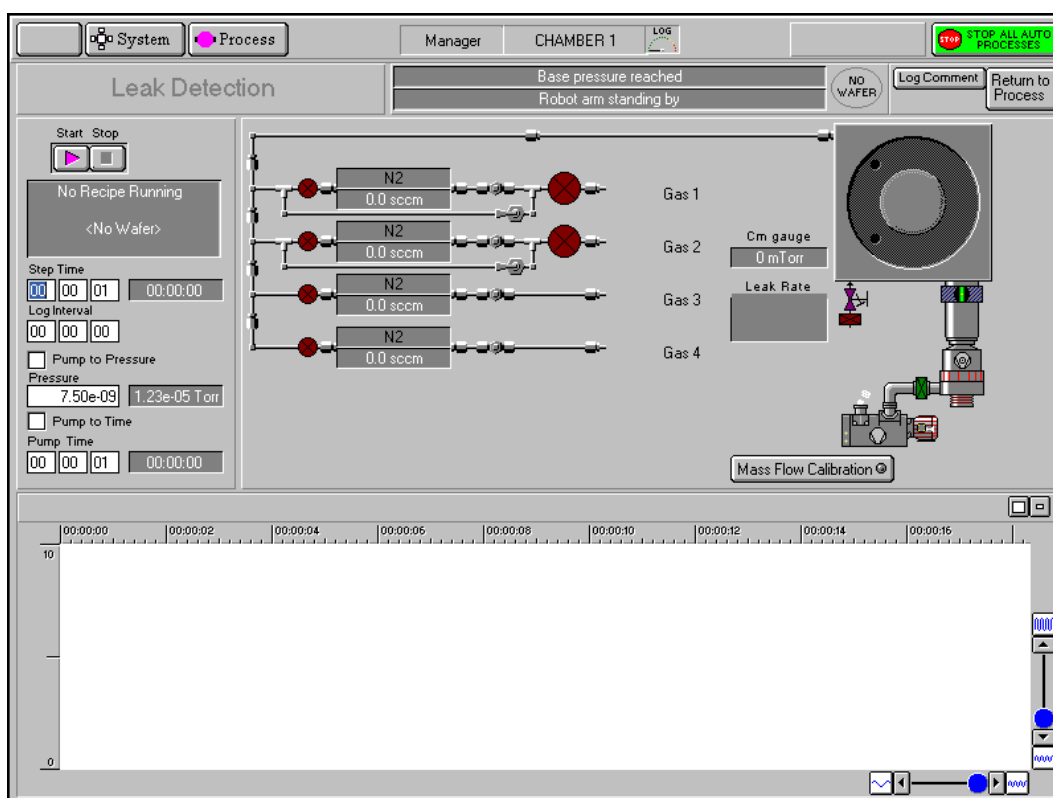 System
Process
Manager
CHAMBER 1
LOG
STOP
STOP ALL AUTO
PROCESSES
Leak Detection
Base pressure reached
Robot arm standing by
NO
WAFER
Log Comment
Return to
Process
Start Stop
No Recipe Running
<No Wafer>
Step Time
00 00 01 00:00:00
Log Interval
00 00 00
Pump to Pressure
Pressure
7.50e-09 1.23e-05 Torr
Pump to Time
Pump Time
00 00 01 00:00:00
N2
0.0 sccm
Gas 1
N2
0.0 sccm
Gas 2
N2
0.0 sccm
Gas 3
N2
0.0 sccm
Gas 4
Cm gauge
0 mTorr
Leak Rate
Mass Flow Calibration
00:00:00 00:00:02 00:00:04 00:00:06 00:00:08 00:00:10 00:00:12 00:00:14 00:00:16
10
0